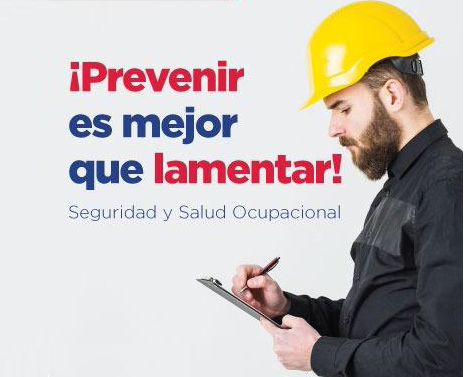 ¡Prevenir
es mejor
que lamentar!
Seguridad y Salud Ocupacional